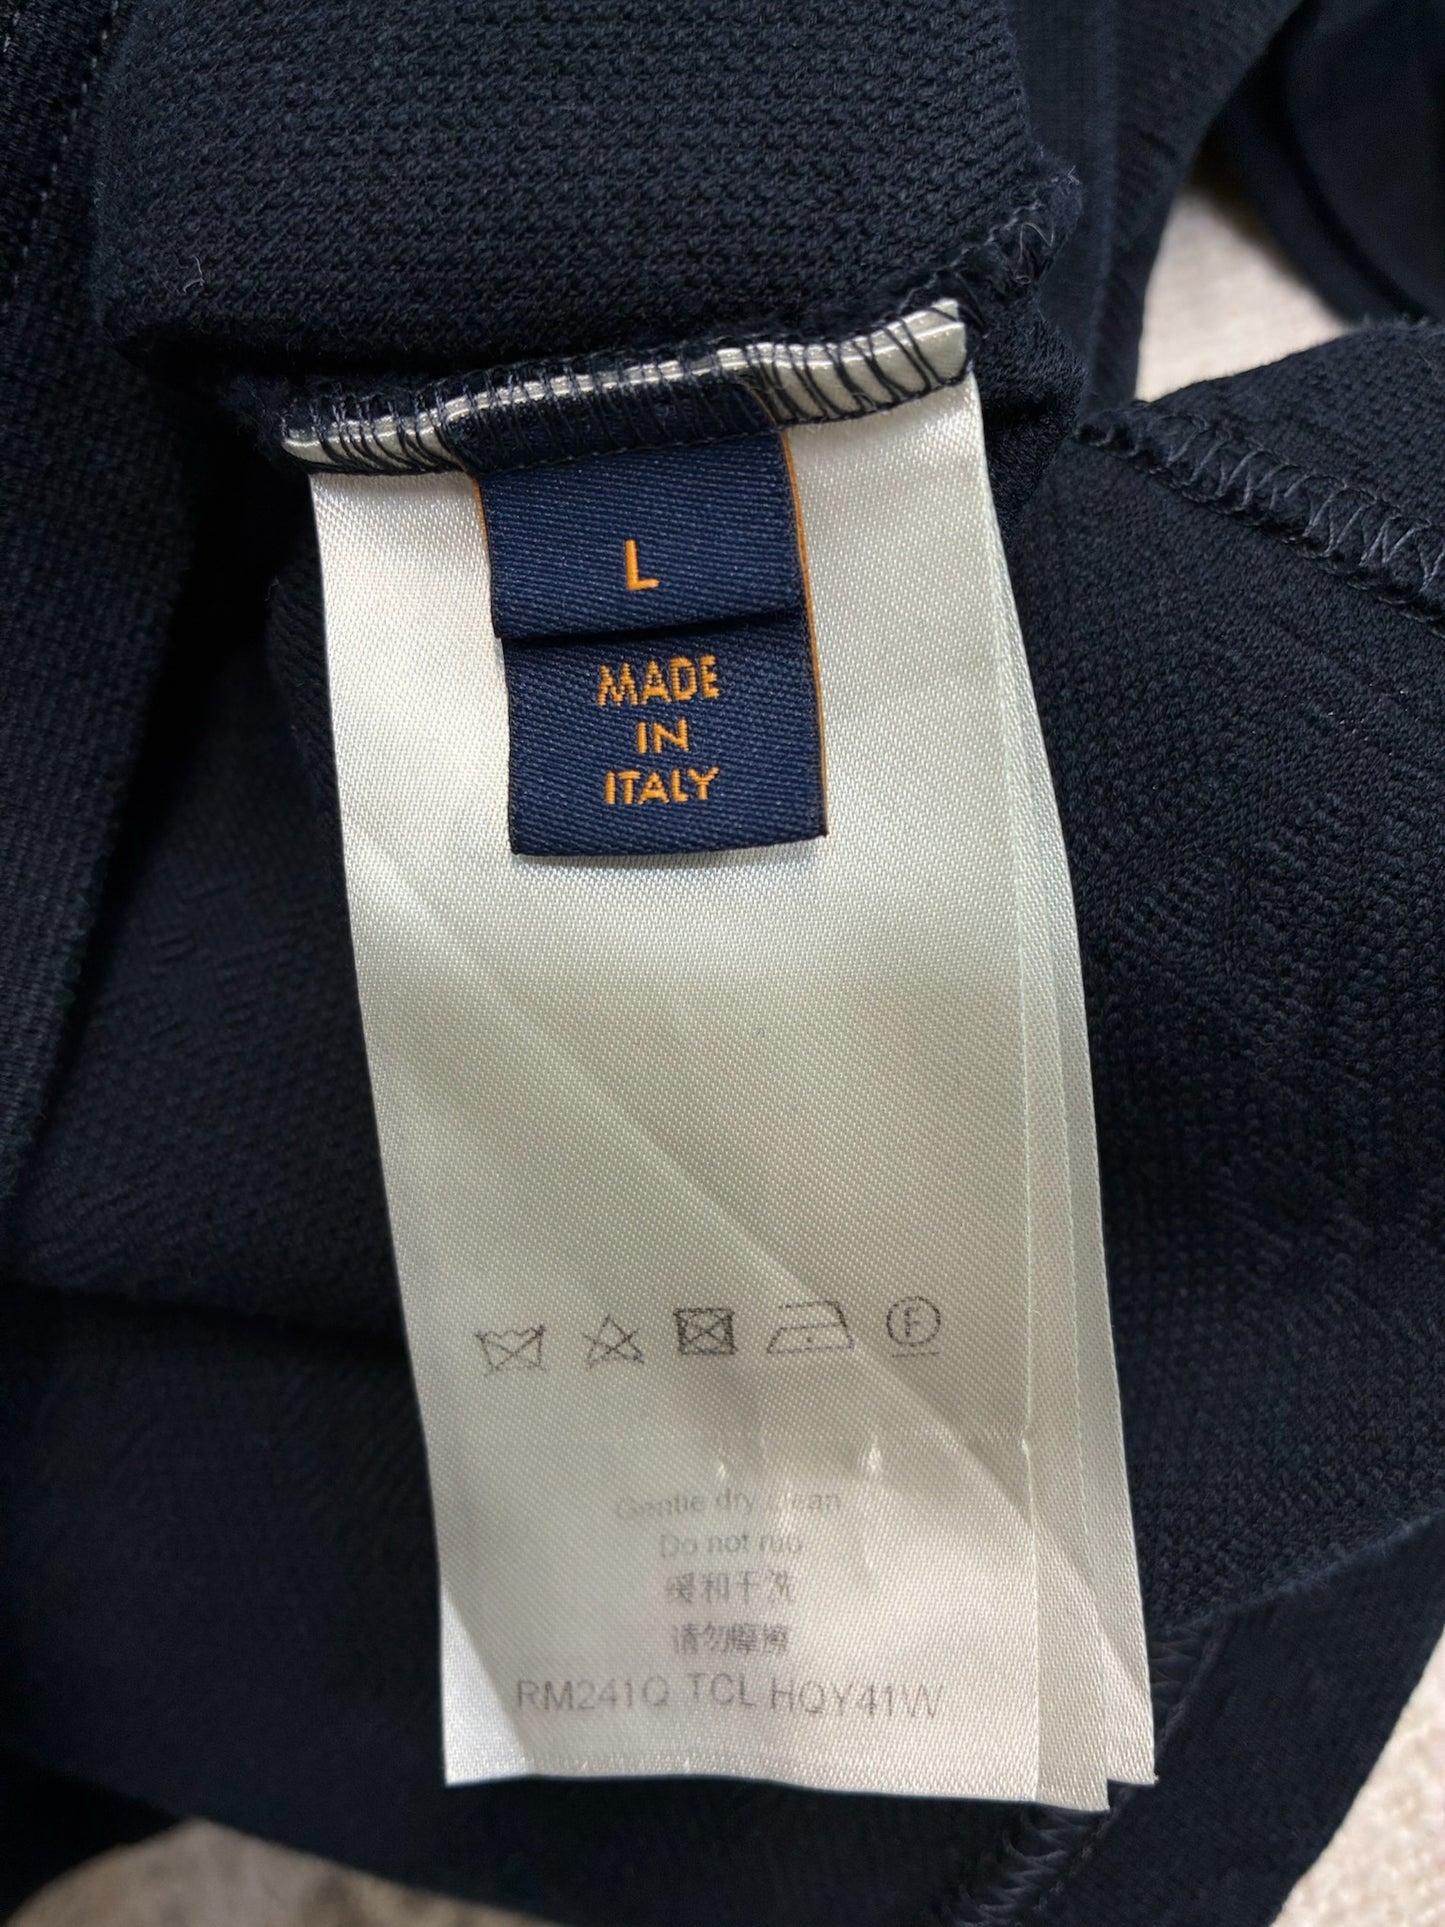 L
MADE
IN
ITALY
F
Gentle dry clean
Do not rub
缓和干洗
请勿摩擦
RM241Q TCL HQY41W